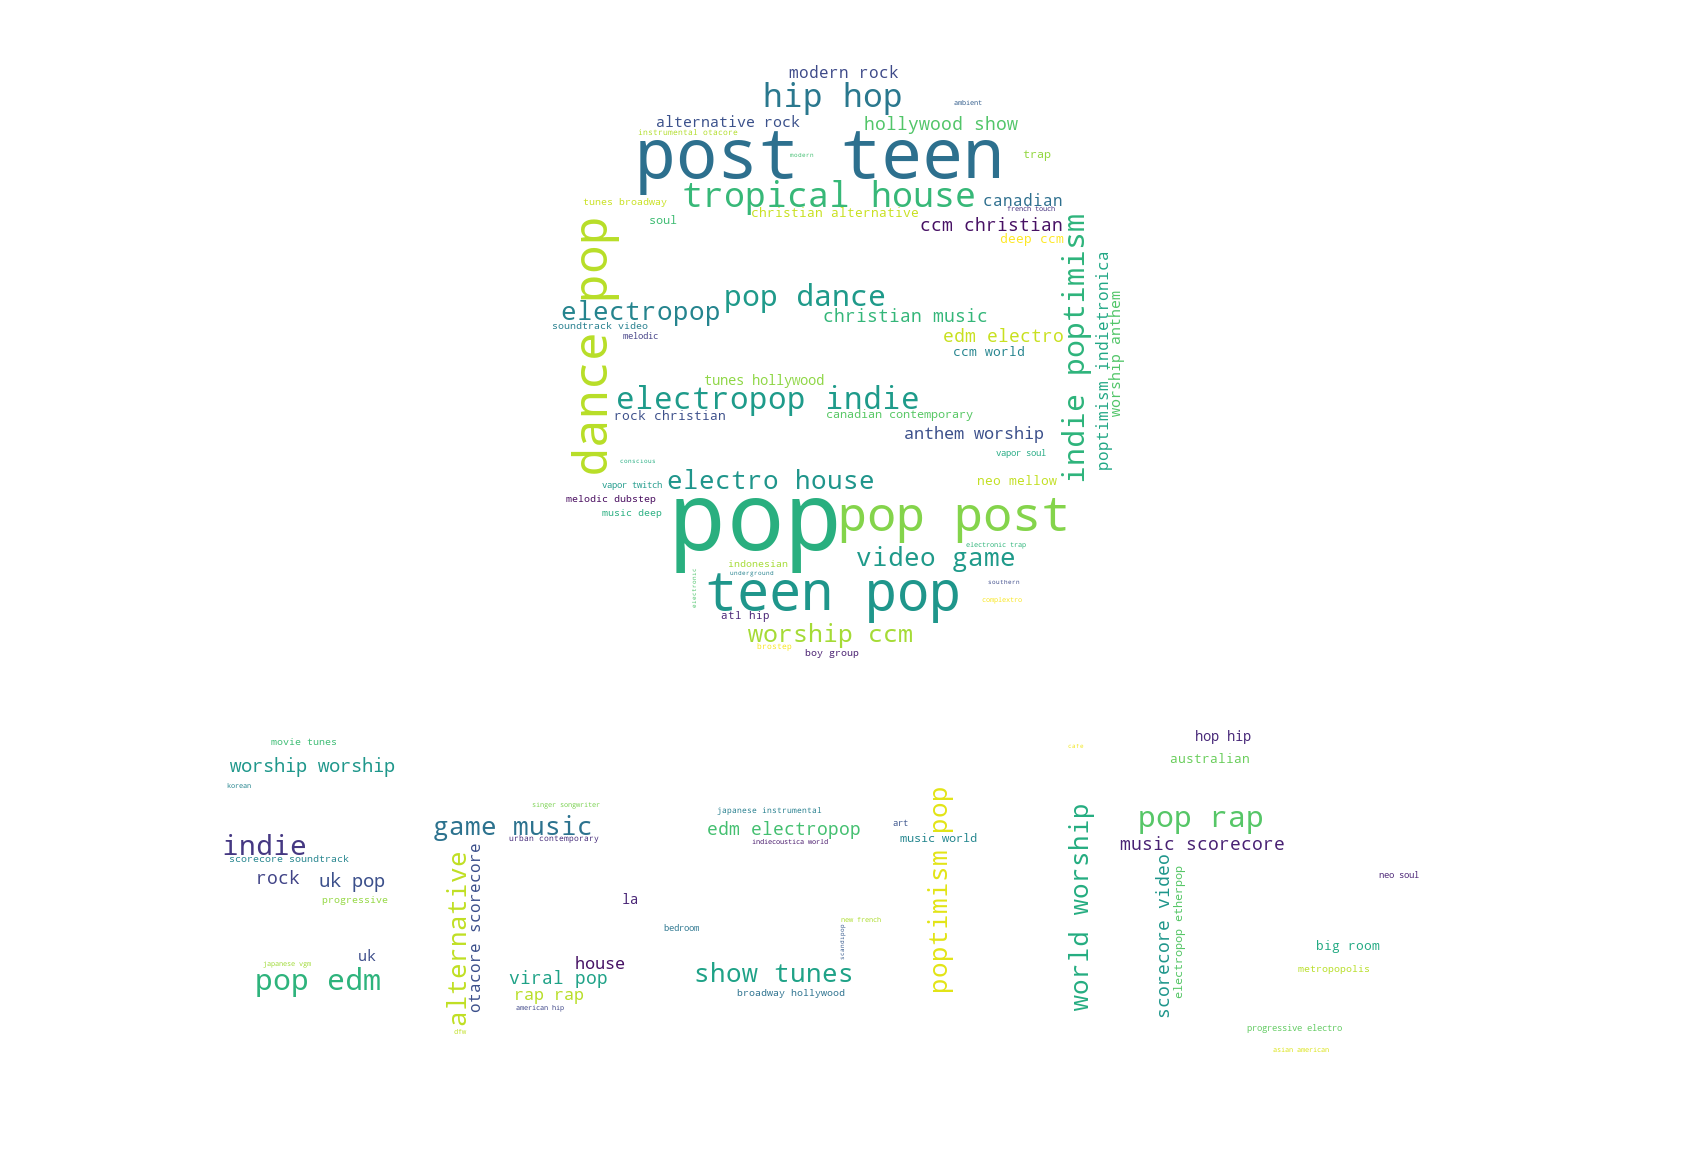 modern rock
hip hop
ambient
alternative rock
hollywood show
instrumental otacore
post teen
modern
trap
tropical house
canadian
tunes broadway
french touch
christian alternative
soul
ccm christian
deep ccm
dance pop
indie poptimism
poptimism indietronica
worship anthem
pop dance
electropop
christian music
soundtrack video
melodic
edm electro
ccm world
tunes hollywood
electropop indie
rock christian
canadian contemporary
anthem worship
vapor soul
conscious
electro house
vapor twitch
neo mellow
melodic dubstep
music deep
pop
pop post
electronic trap
video game
indonesian
underground
electronic
teen pop
southern
complextro
atl hip
worship ccm
brostep
boy group
movie tunes
worship worship
korean
indie
scorecore soundtrack
rock
uk pop
progressive
uk
japanese vgm
pop edm
singer songwriter
game music
urban contemporary
alternative
otacore scorecore
la
house
viral pop
rap rap
american hip
dfw
japanese instrumental
edm electropop
indiecoustica world
bedroom
new french
scandipop
show tunes
broadway hollywood
art
music world
poptimism pop
cafe
world worship
hop hip
australian
pop rap
music scorecore
scorecore video
electropop etherpop
neo soul
big room
metropopolis
progressive electro
asian american